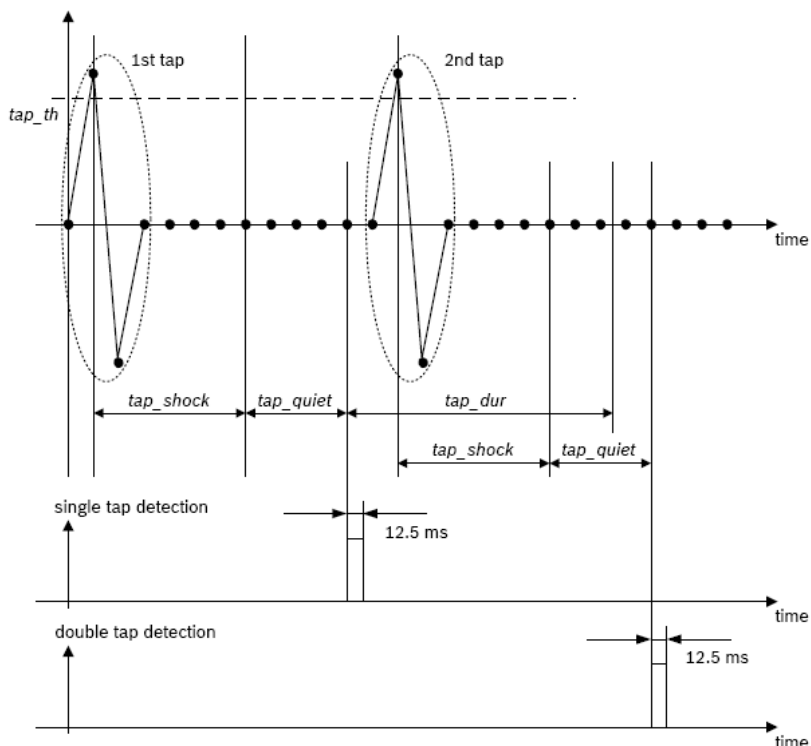 1st tap
2nd tap
tap_th
time
tap_shock
tap_quiet
tap_dur
tap_shock
tap_quiet
single tap detection
12.5 ms
time
double tap detection
12.5 ms
time